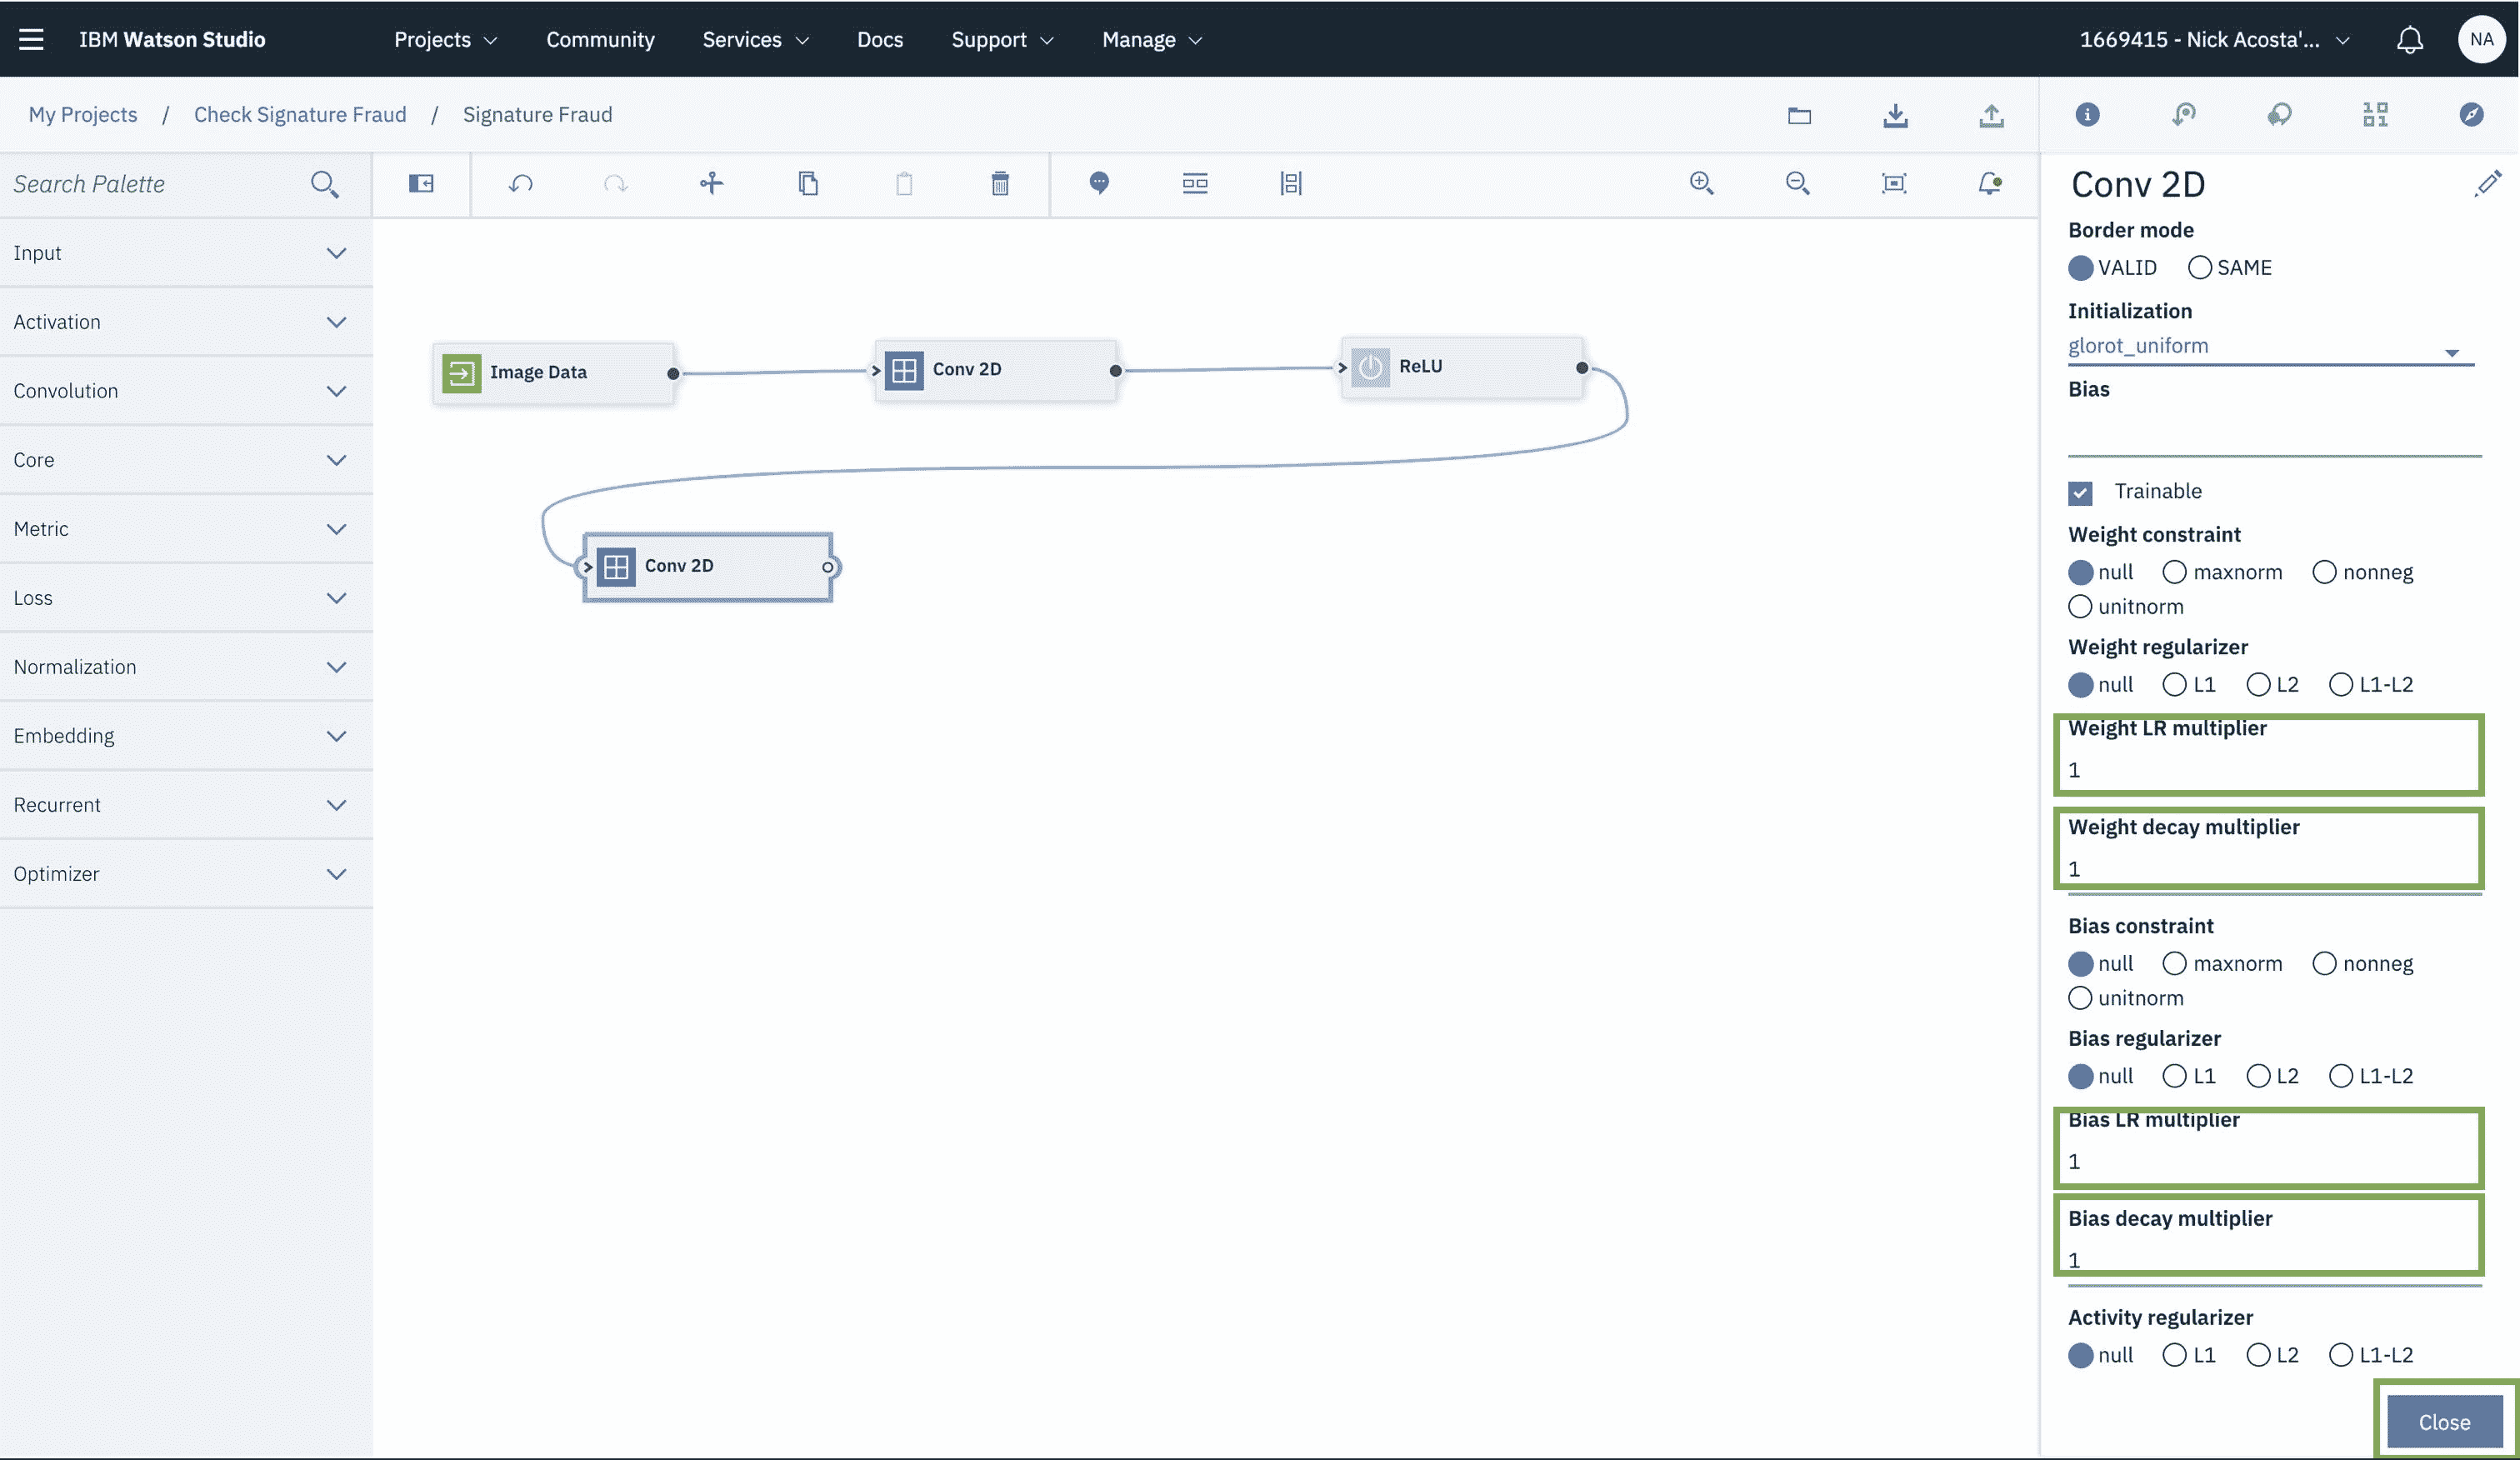 IBM Watson Studio Projects Community Services Docs Support Manage 1669415 - Nick Acosta'... NA
My Projects / Check Signature Fraud / Signature Fraud
Search Palette
Input
Activation
Convolution
Core
Metric
Loss
Normalization
Embedding
Recurrent
Optimizer
Image Data
Conv 2D
ReLU
Conv 2D
Conv 2D
Border mode
VALID SAME
Initialization
glorot_uniform
Bias
Trainable
Weight constraint
null maxnorm nonneg
unitnorm
Weight regularizer
null L1 L2 L1-L2
Weight LR multiplier
1
Weight decay multiplier
1
Bias constraint
null maxnorm nonneg
unitnorm
Bias regularizer
null L1 L2 L1-L2
Bias LR multiplier
1
Bias decay multiplier
1
Activity regularizer
null L1 L2 L1-L2
Close